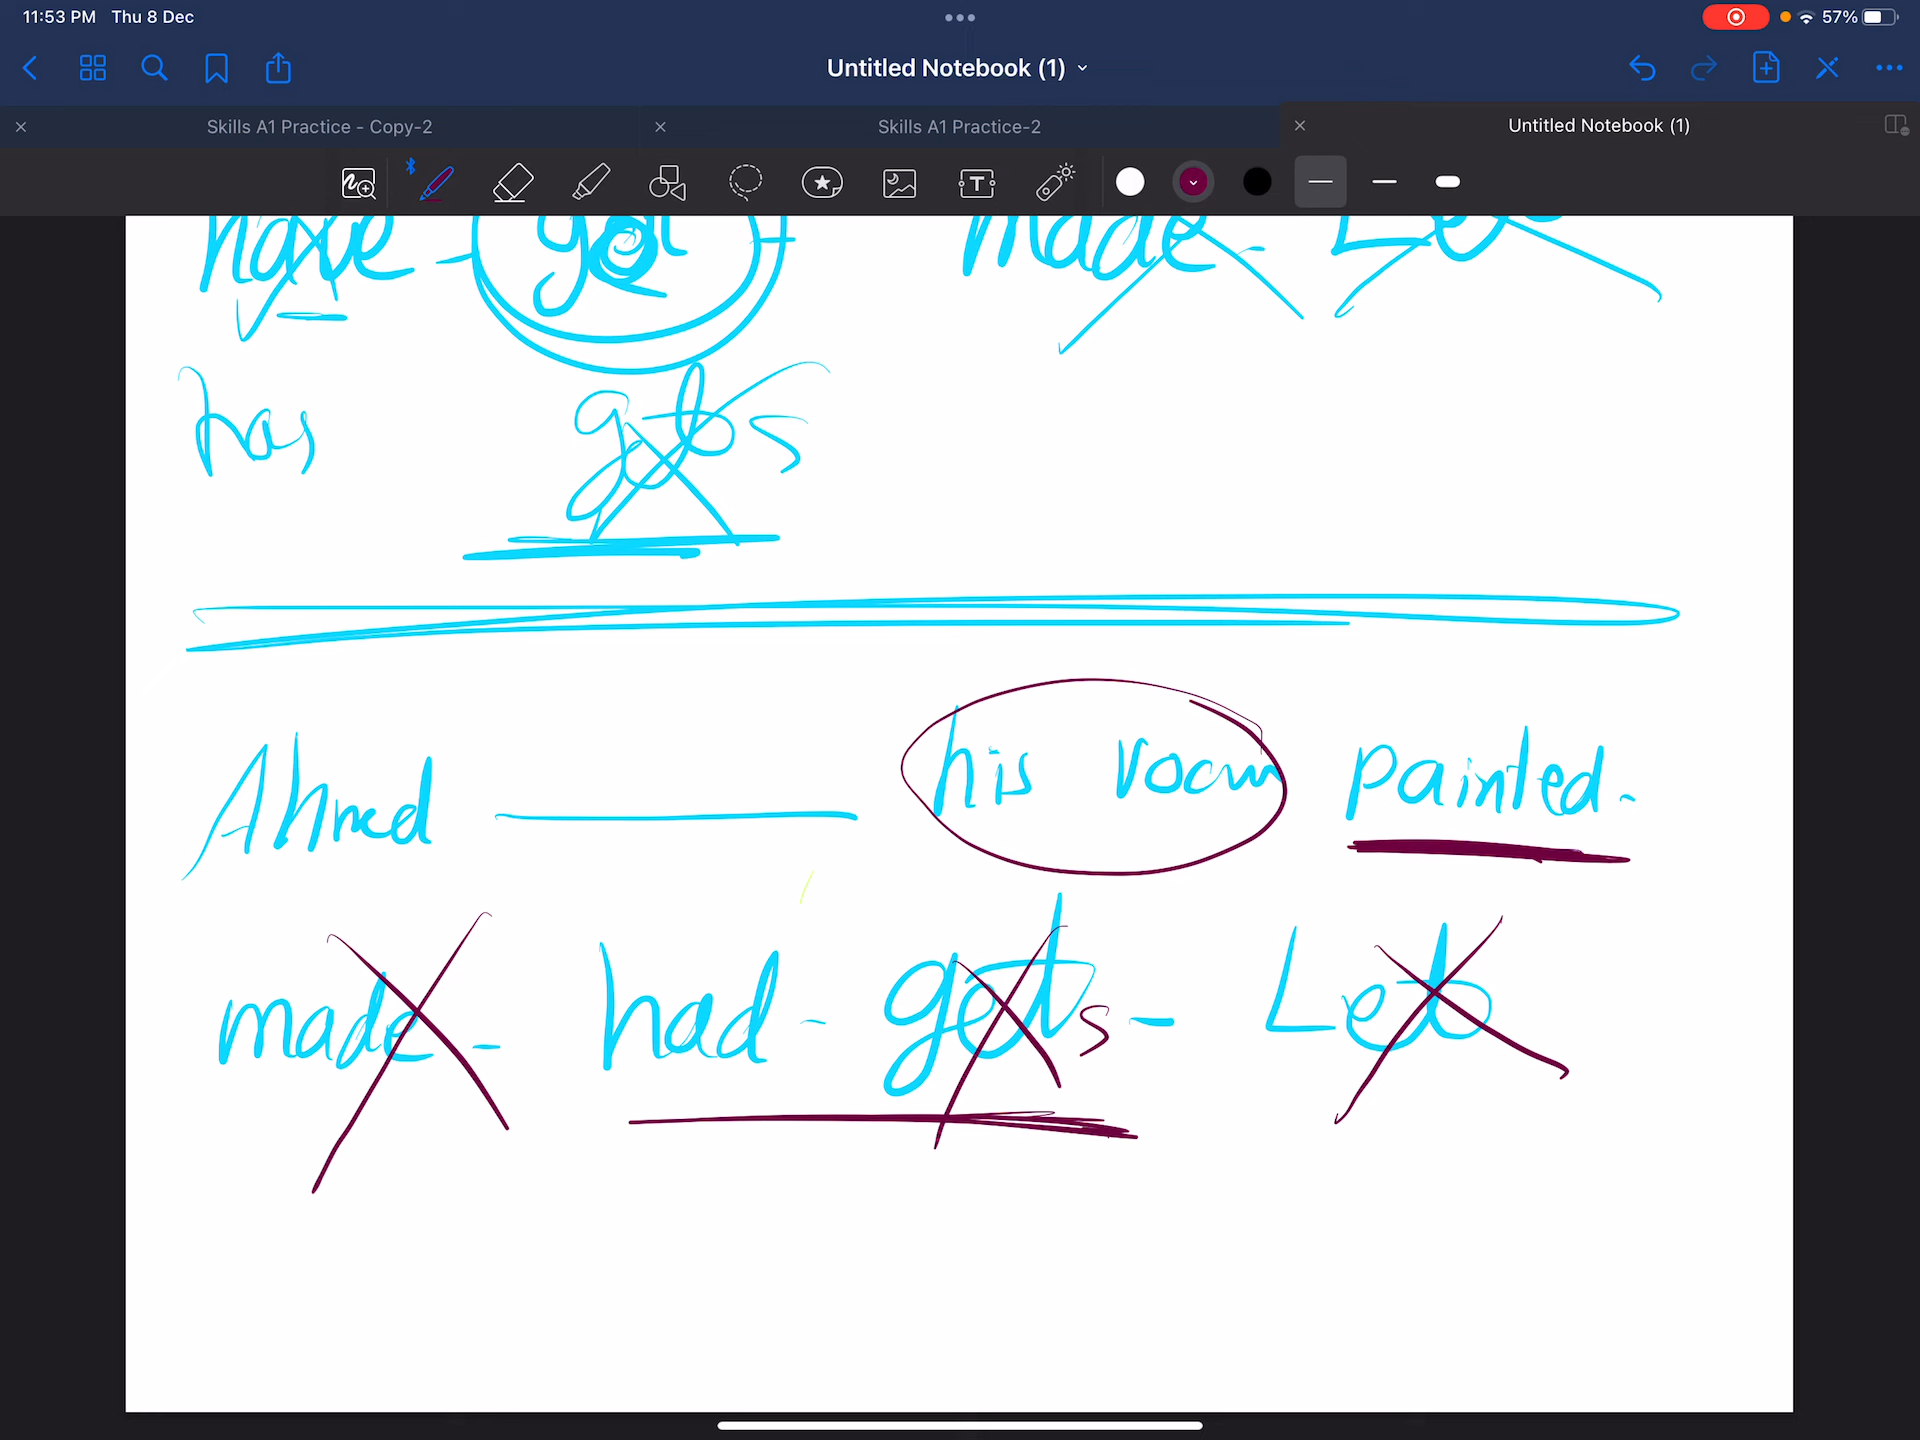 11:53 PM Thu 8 Dec 57%
Untitled Notebook (1)
Skills A1 Practice - Copy-2 Skills A1 Practice-2 Untitled Notebook (1)
have - got made - Let
has gets
Ahmed his room painted.
made - had - gets - Let